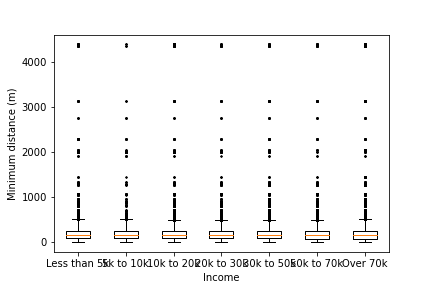 4000
3000
2000
1000
0
Minimum distance (m)
Less than 5k 5k to 10k 10k to 20k 20k to 30k 30k to 50k 50k to 70k Over 70k
Income